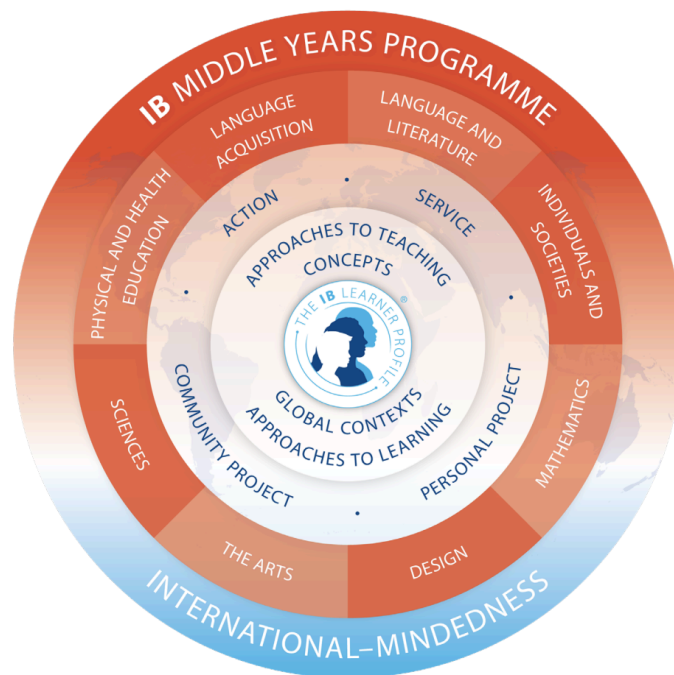 IB MIDDLE YEARS PROGRAMME
LANGUAGE
ACQUISITION
LANGUAGE AND
LITERATURE
INDIVIDUALS AND
SOCIETIES
MATHEMATICS
DESIGN
THE ARTS
SCIENCES
PHYSICAL AND HEALTH
EDUCATION
ACTION
SERVICE
PERSONAL PROJECT
COMMUNITY PROJECT
APPROACHES TO TEACHING
CONCEPTS
THE IB LEARNER PROFILE
®
GLOBAL CONTEXTS
APPROACHES TO LEARNING
INTERNATIONAL–MINDEDNESS